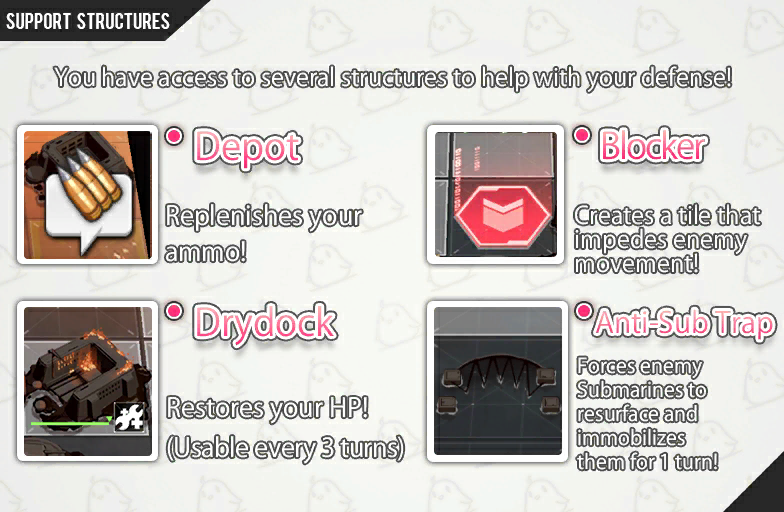 SUPPORT STRUCTURES
You have access to several structures to help with your defense!
Depot
Replenishes your
ammo!
Blocker
Creates a tile that
impedes enemy
movement!
Drydock
Restores your HP!
(Usable every 3 turns)
Anti-Sub Trap
Forces enemy
Submarines to
resurface and
immobilizes
them for 1 turn!